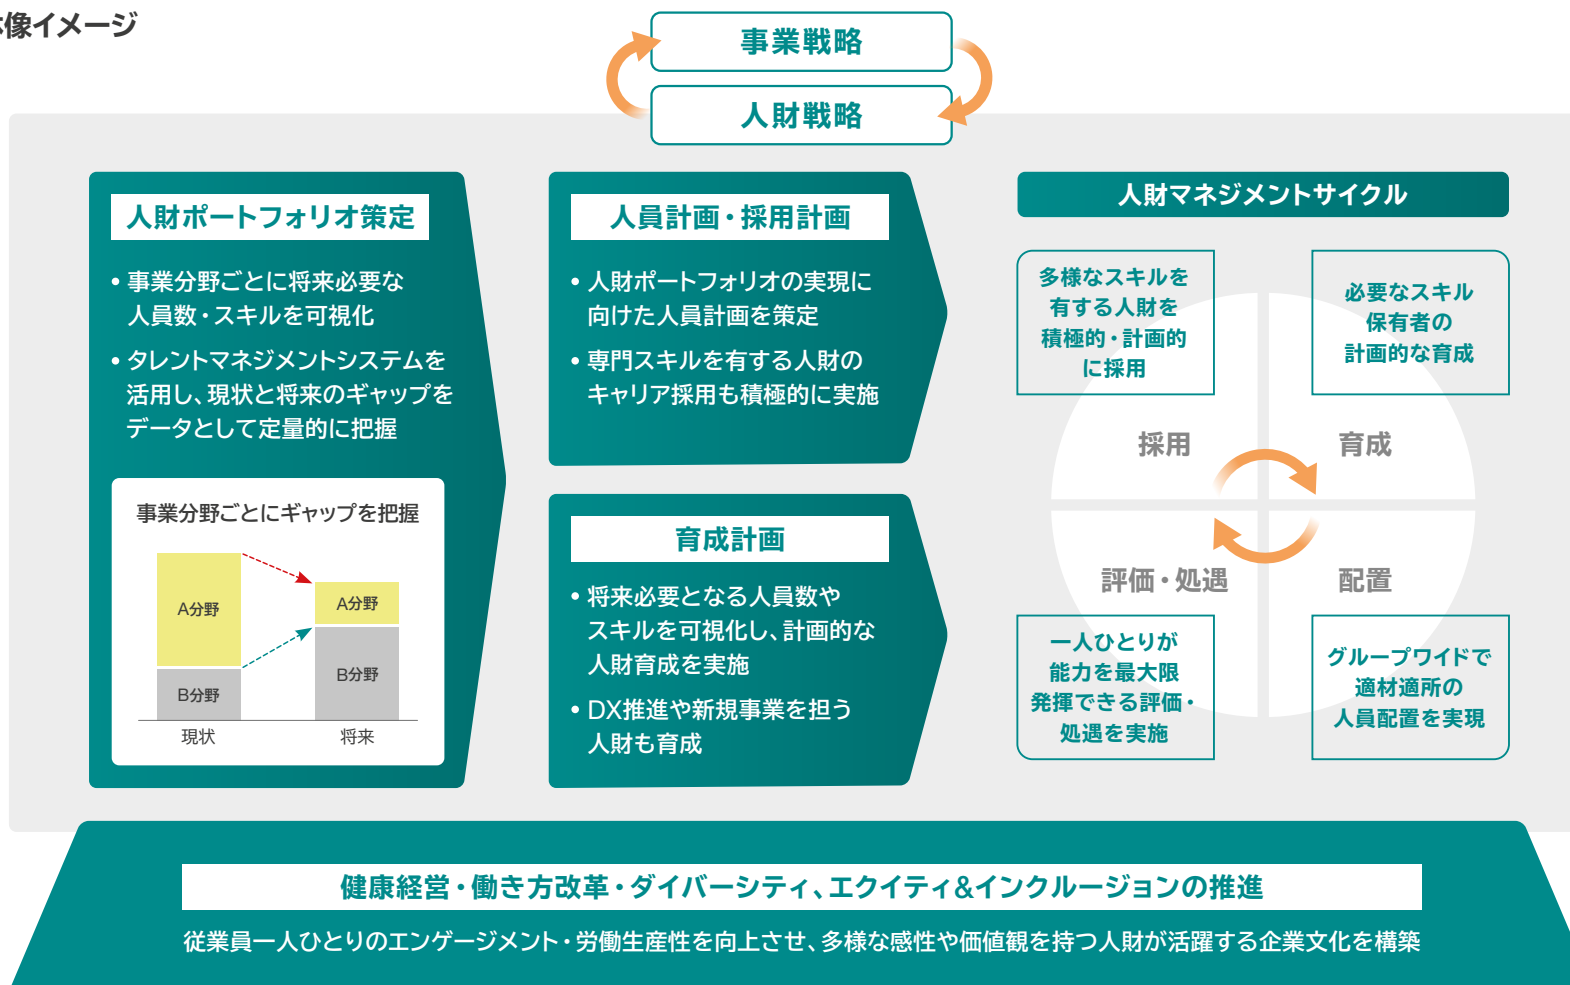 像イメージ
事業戦略
人財戦略
人財ポートフォリオ策定
• 事業分野ごとに将来必要な
人員数・スキルを可視化
• タレントマネジメントシステムを
活用し、現状と将来のギャップを
データとして定量的に把握
事業分野ごとにギャップを把握
A分野
B分野
A分野
B分野
現状
将来
人員計画・採用計画
• 人財ポートフォリオの実現に
向けた人員計画を策定
• 専門スキルを有する人財の
キャリア採用も積極的に実施
育成計画
• 将来必要となる人員数や
スキルを可視化し、計画的な
人財育成を実施
• DX推進や新規事業を担う
人財も育成
人財マネジメントサイクル
多様なスキルを
有する人財を
積極的・計画的
に採用
必要なスキル
保有者の
計画的な育成
採用
育成
評価・処遇
配置
一人ひとりが
能力を最大限
発揮できる評価・
処遇を実施
グループワイドで
適材適所の
人員配置を実現
健康経営・働き方改革・ダイバーシティ、エクイティ&インクルージョンの推進
従業員一人ひとりのエンゲージメント・労働生産性を向上させ、多様な感性や価値観を持つ人財が活躍する企業文化を構築